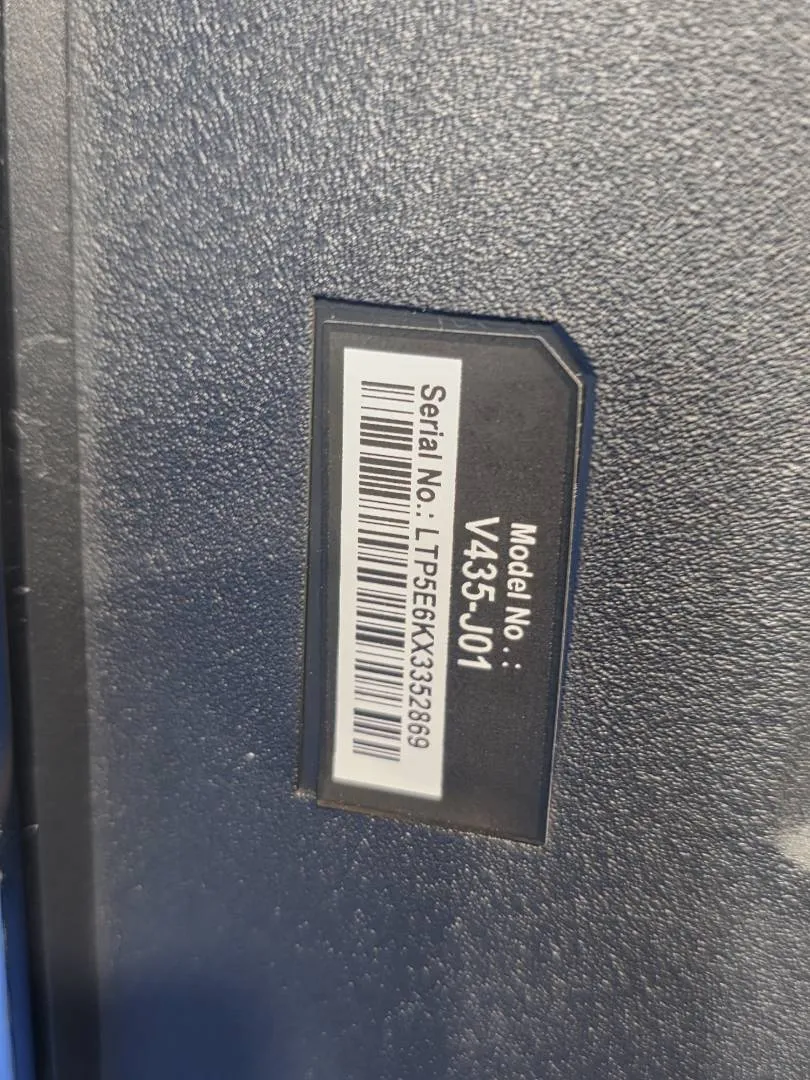 Model No.:
V435-J01
Serial No.: LTP5E6KX3352869